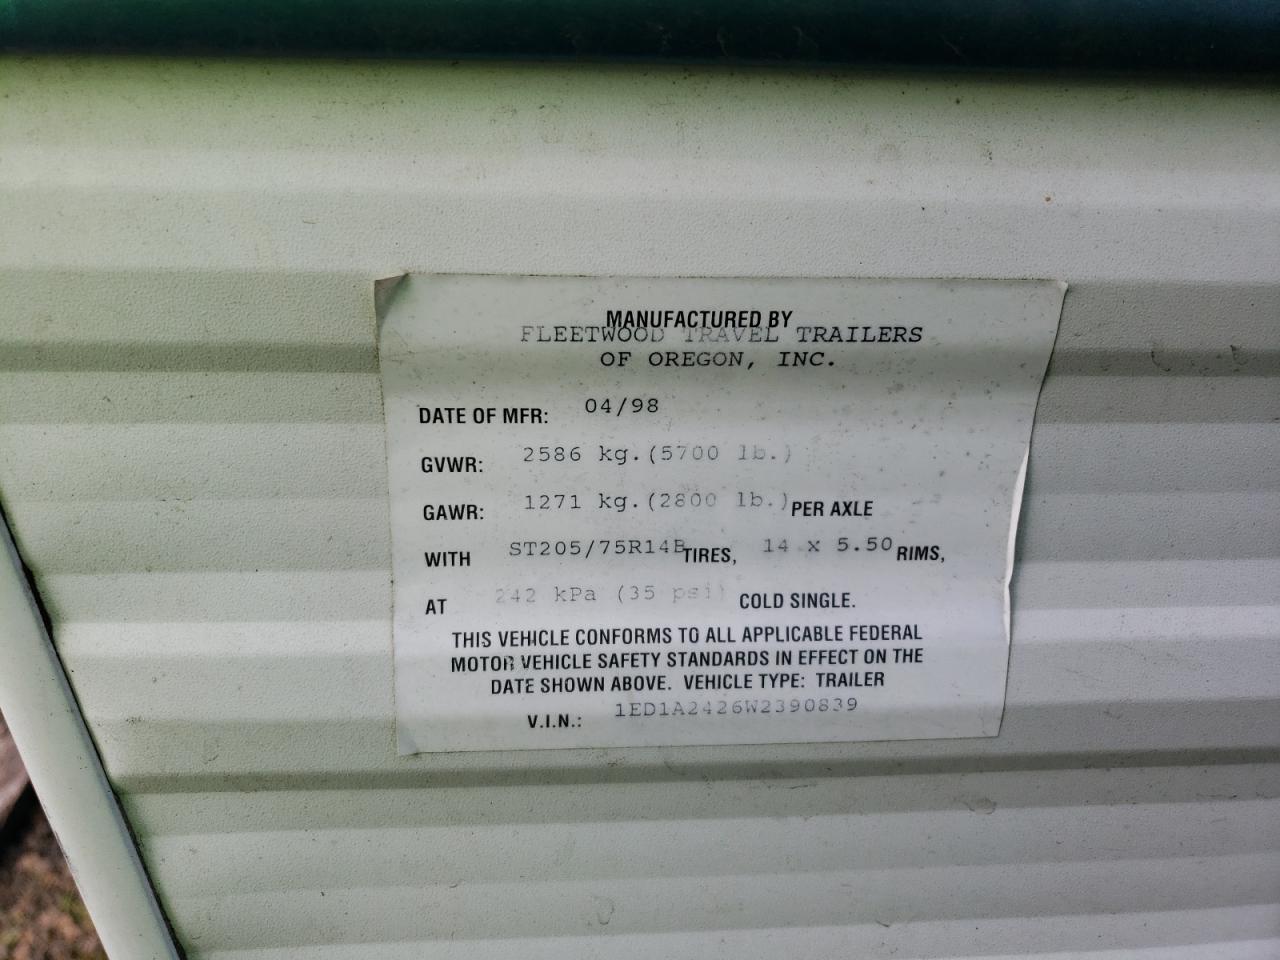 MANUFACTURED BY
FLEETWOOD TRAVEL TRAILERS
OF OREGON, INC.
DATE OF MFR: 04/98
GVWR: 2586 kg.(5700 lb.)
GAWR: 1271 kg.(2800 lb.) PER AXLE
WITH ST205/75R14B TIRES, 14 x 5.50 RIMS,
AT 242 kPa (35 psi) COLD SINGLE.
THIS VEHICLE CONFORMS TO ALL APPLICABLE FEDERAL
MOTOR VEHICLE SAFETY STANDARDS IN EFFECT ON THE
DATE SHOWN ABOVE. VEHICLE TYPE: TRAILER
V.I.N.: 1ED1A2426W2390839